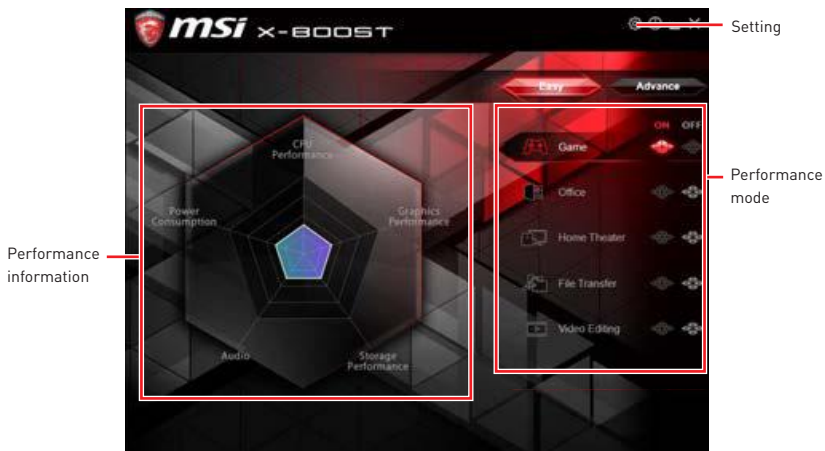 msi X-BOOST
Setting
Easy
Advance
ON OFF
Game
Office
Home Theater
File Transfer
Video Editing
Performance
mode
CPU
Performance
Power
Consumption
Graphics
Performance
Audio
Storage
Performance
Performance
information